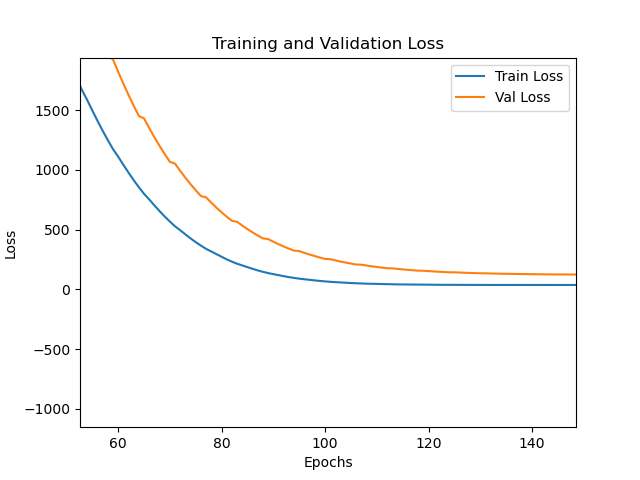 Training and Validation Loss
Train Loss
Val Loss
1500
1000
500
0
−500
−1000
Loss
60 80 100 120 140
Epochs